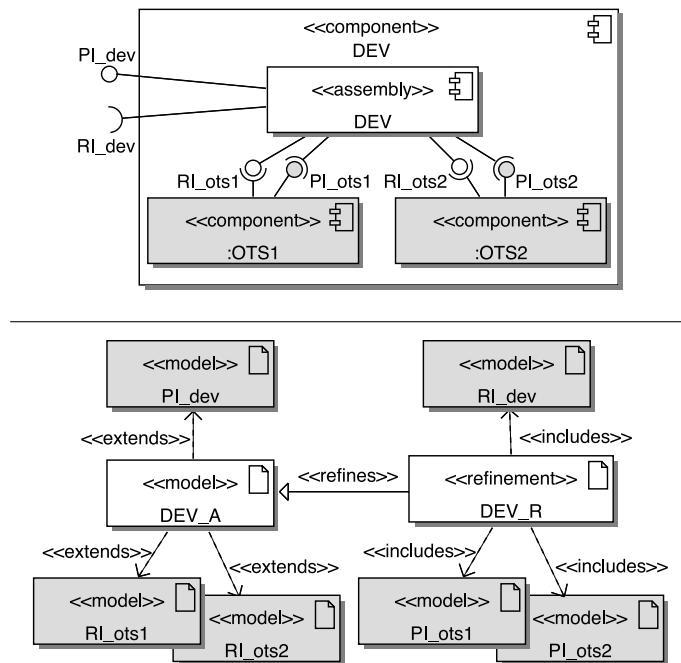 <<component>>
DEV
PI_dev
<<assembly>>
DEV
RI_dev
RI_ots1 PI_ots1 RI_ots2 PI_ots2
<<component>>
:OTS1
<<component>>
:OTS2
<<model>>
PI_dev
<<model>>
RI_dev
<<extends>>
<<includes>>
<<model>>
DEV_A
<<refines>>
<<refinement>>
DEV_R
<<extends>>
<<extends>>
<<includes>>
<<includes>>
<<model>>
RI_ots1
<<model>>
RI_ots2
<<model>>
PI_ots1
<<model>>
PI_ots2